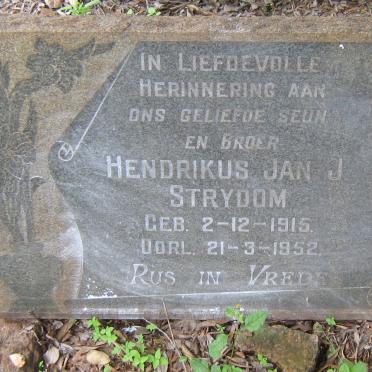 IN LIEFDEVOLLE
HERINNERING AAN
ONS GELIEFDE SEUN
EN BROER
HENDRIKUS JAN J
STRYDOM
GEB. 2-12-1915.
OORL. 21-3-1952.
RUS IN VREDE